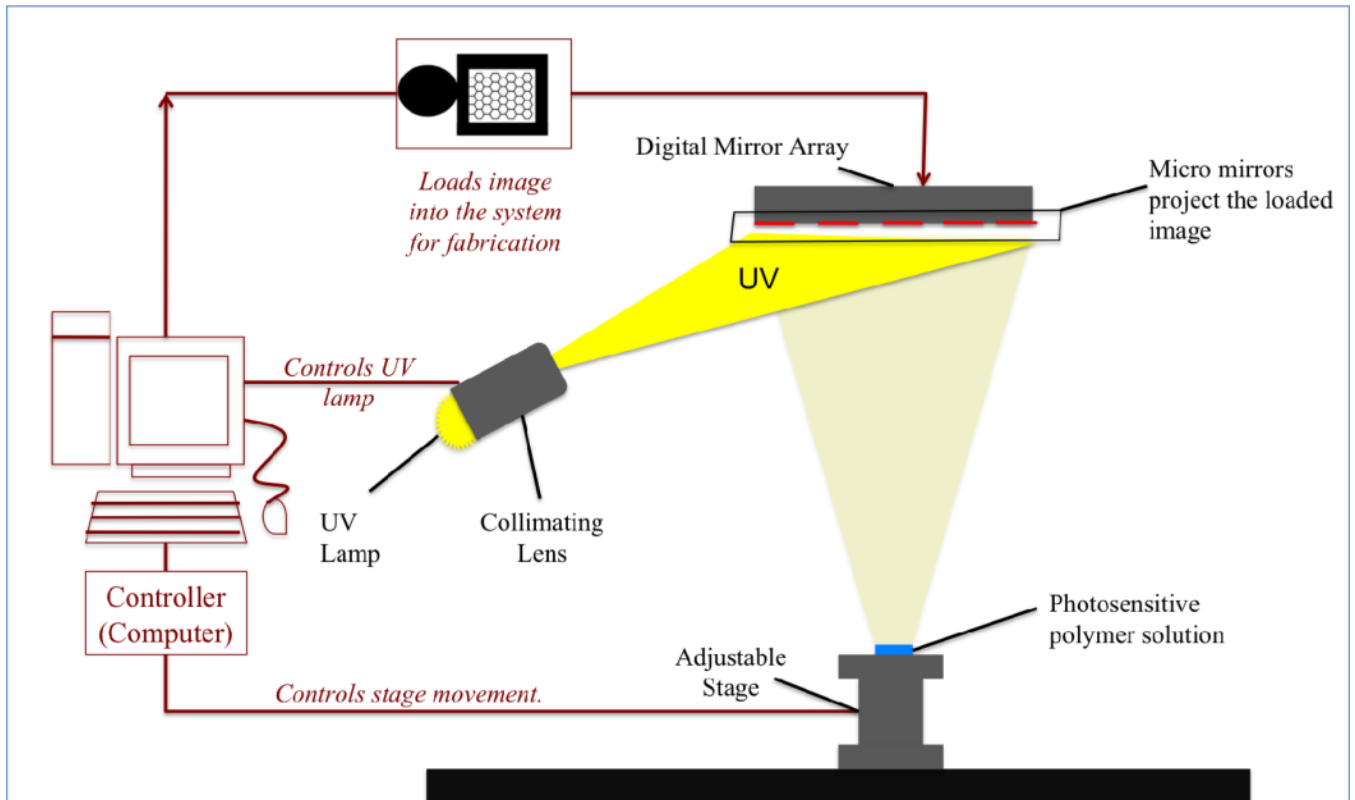 Digital Mirror Array
Micro mirrors
project the loaded
image
Loads image
into the system
for fabrication
UV
Controls UV
lamp
UV
Lamp
Collimating
Lens
Controller
(Computer)
Photosensitive
polymer solution
Adjustable
Stage
Controls stage movement.